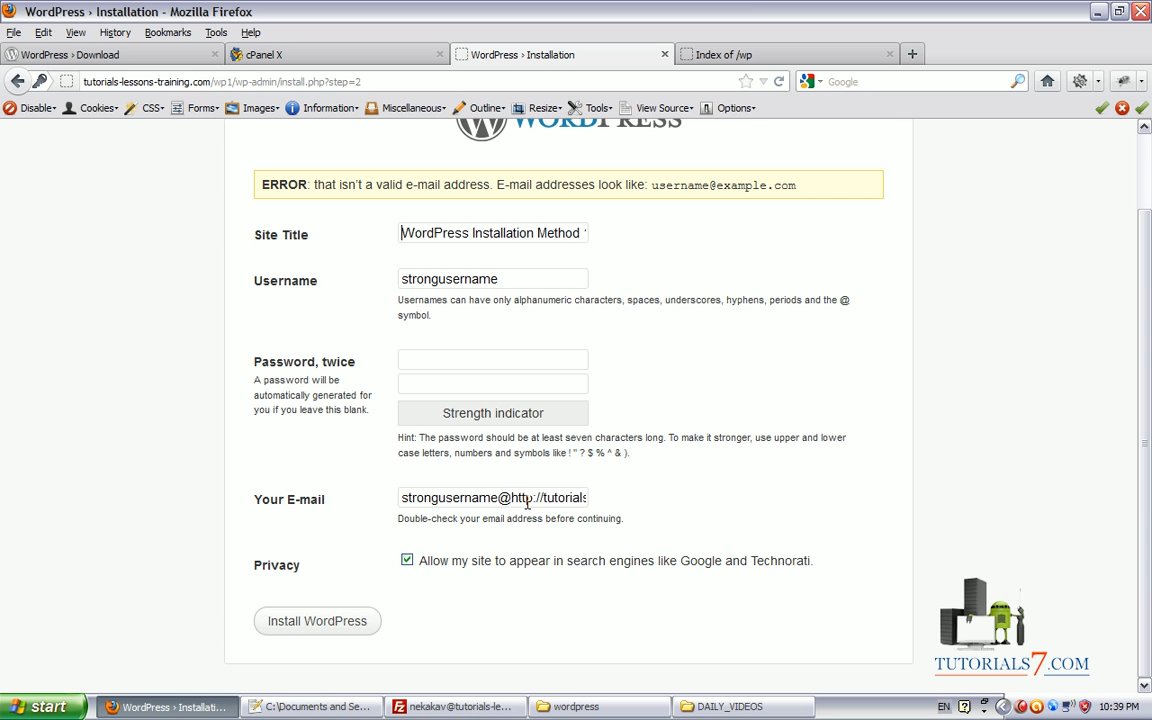 WordPress › Installation - Mozilla Firefox
File Edit View History Bookmarks Tools Help
WordPress › Download
cPanel X
WordPress › Installation
Index of /wp
tutorials-lessons-training.com/wp1/wp-admin/install.php?step=2
Google
Disable Cookies CSS Forms Images Information Miscellaneous Outline Resize Tools View Source Options
WORDPRESS
ERROR: that isn't a valid e-mail address. E-mail addresses look like: username@example.com
Site Title
WordPress Installation Method
Username
strongusername
Usernames can have only alphanumeric characters, spaces, underscores, hyphens, periods and the @
symbol.
Password, twice
A password will be
automatically generated for
you if you leave this blank.
Strength indicator
Hint: The password should be at least seven characters long. To make it stronger, use upper and lower
case letters, numbers and symbols like ! " ? $ % ^ & ).
Your E-mail
strongusername@http://tutorials
Double-check your email address before continuing.
Privacy
Allow my site to appear in search engines like Google and Technorati.
Install WordPress
TUTORIALS7.COM
start
WordPress › Installati...
C:\Documents and Se...
nekakav@tutorials-le...
wordpress
DAILY_VIDEOS
EN
10:39 PM